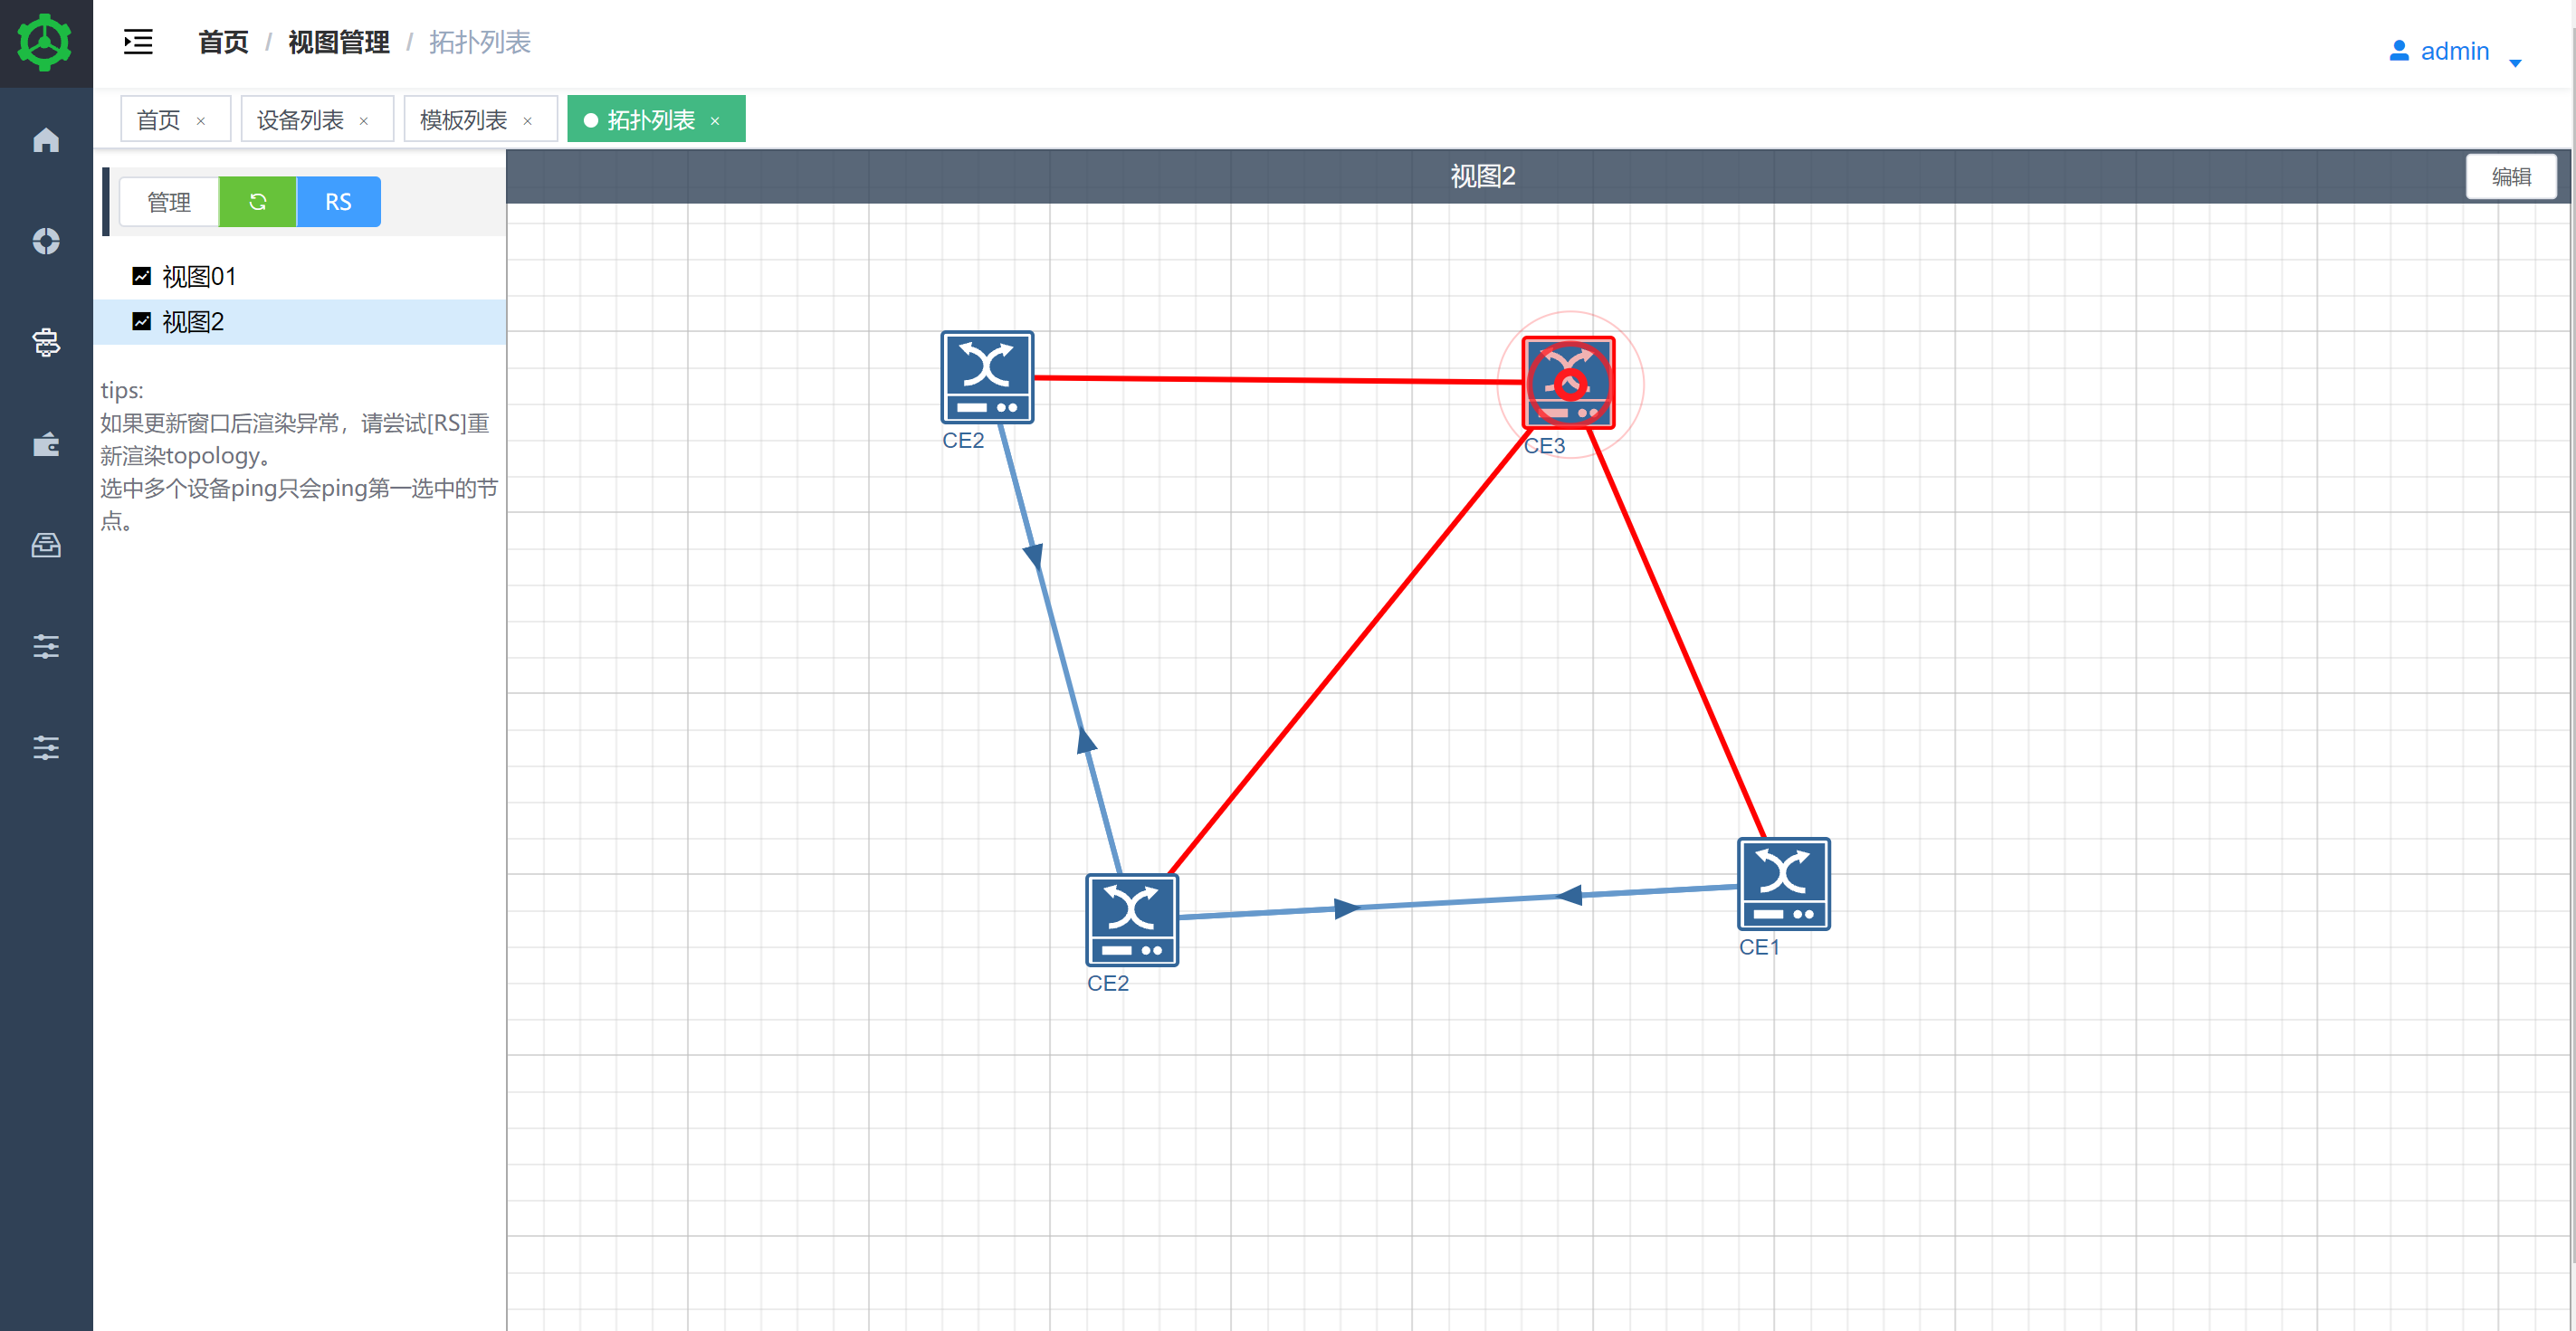 首页 / 视图管理 / 拓扑列表
admin
首页 × 设备列表 × 模板列表 × 拓扑列表 ×
管理 RS
视图2
编辑
视图01
视图2
tips:
如果更新窗口后渲染异常，请尝试[RS]重
新渲染topology。
选中多个设备ping只会ping第一选中的节
点。
CE2
CE3
CE1
CE2